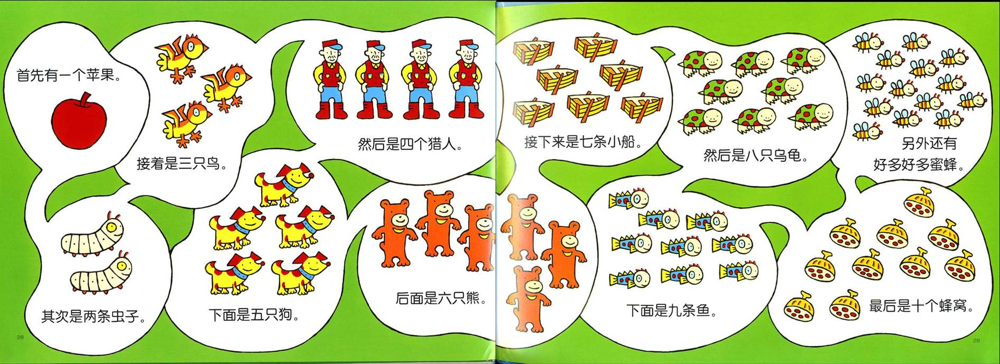 首先有一个苹果。
其次是两条虫子。
接着是三只鸟。
然后是四个猎人。
下面是五只狗。
后面是六只熊。
接下来是七条小船。
然后是八只乌龟。
下面是九条鱼。
最后是十个蜂窝。
另外还有
好多好多蜜蜂。
28
29